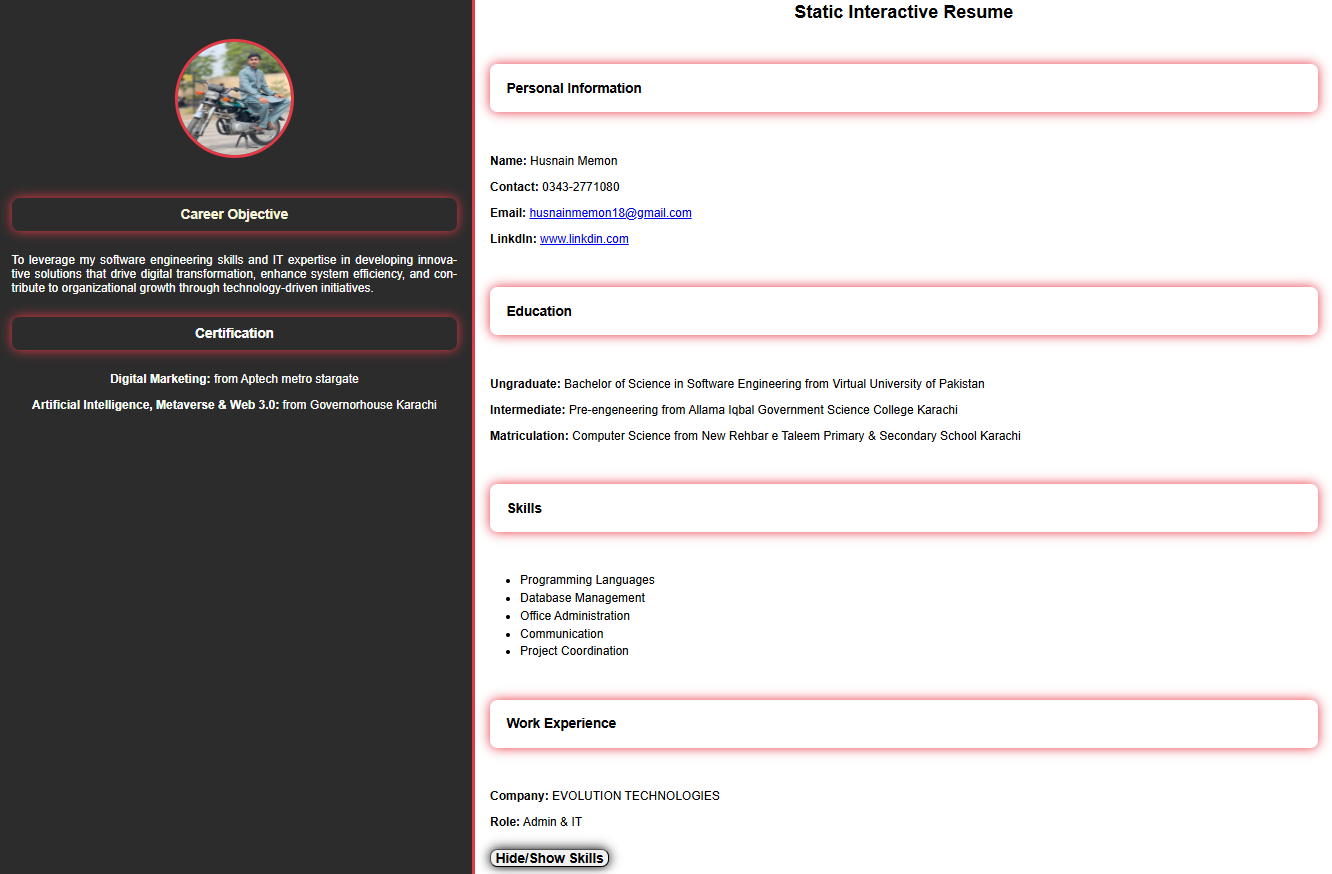 Static Interactive Resume
Career Objective
To leverage my software engineering skills and IT expertise in developing innova-
tive solutions that drive digital transformation, enhance system efficiency, and con-
tribute to organizational growth through technology-driven initiatives.
Certification
Digital Marketing: from Aptech metro stargate
Artificial Intelligence, Metaverse & Web 3.0: from Governorhouse Karachi
Personal Information
Name: Husnain Memon
Contact: 0343-2771080
Email: husnainmemon18@gmail.com
LinkdIn: www.linkdin.com
Education
Ungraduate: Bachelor of Science in Software Engineering from Virtual University of Pakistan
Intermediate: Pre-engeneering from Allama Iqbal Government Science College Karachi
Matriculation: Computer Science from New Rehbar e Taleem Primary & Secondary School Karachi
Skills
Programming Languages
Database Management
Office Administration
Communication
Project Coordination
Work Experience
Company: EVOLUTION TECHNOLOGIES
Role: Admin & IT
Hide/Show Skills